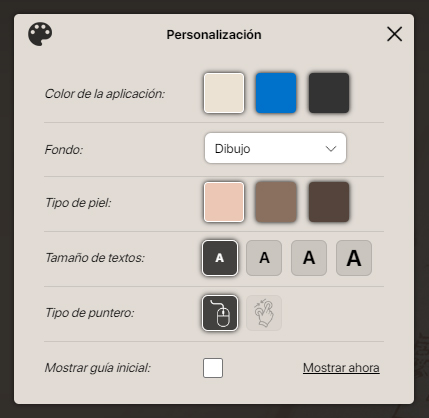 Personalización
Color de la aplicación:
Fondo:
Dibujo
Tipo de piel:
Tamaño de textos:
A A A A
Tipo de puntero:
Mostrar guía inicial:
Mostrar ahora